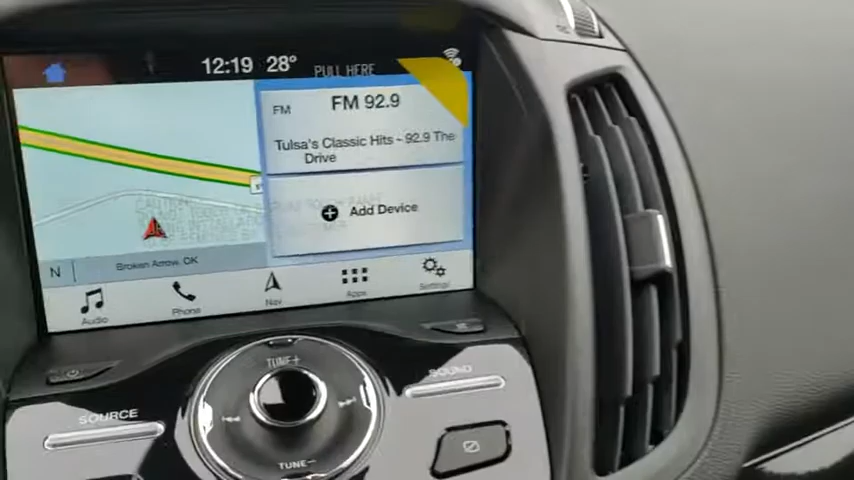 12:19 28° PULL HERE
FM
FM 92.9
Tulsa's Classic Hits - 92.9 The
Drive
Add Device
N
Broken Arrow, OK
Audio
Phone
Nav
Apps
Settings
TUNE+
SOURCE
SOUND
TUNE-